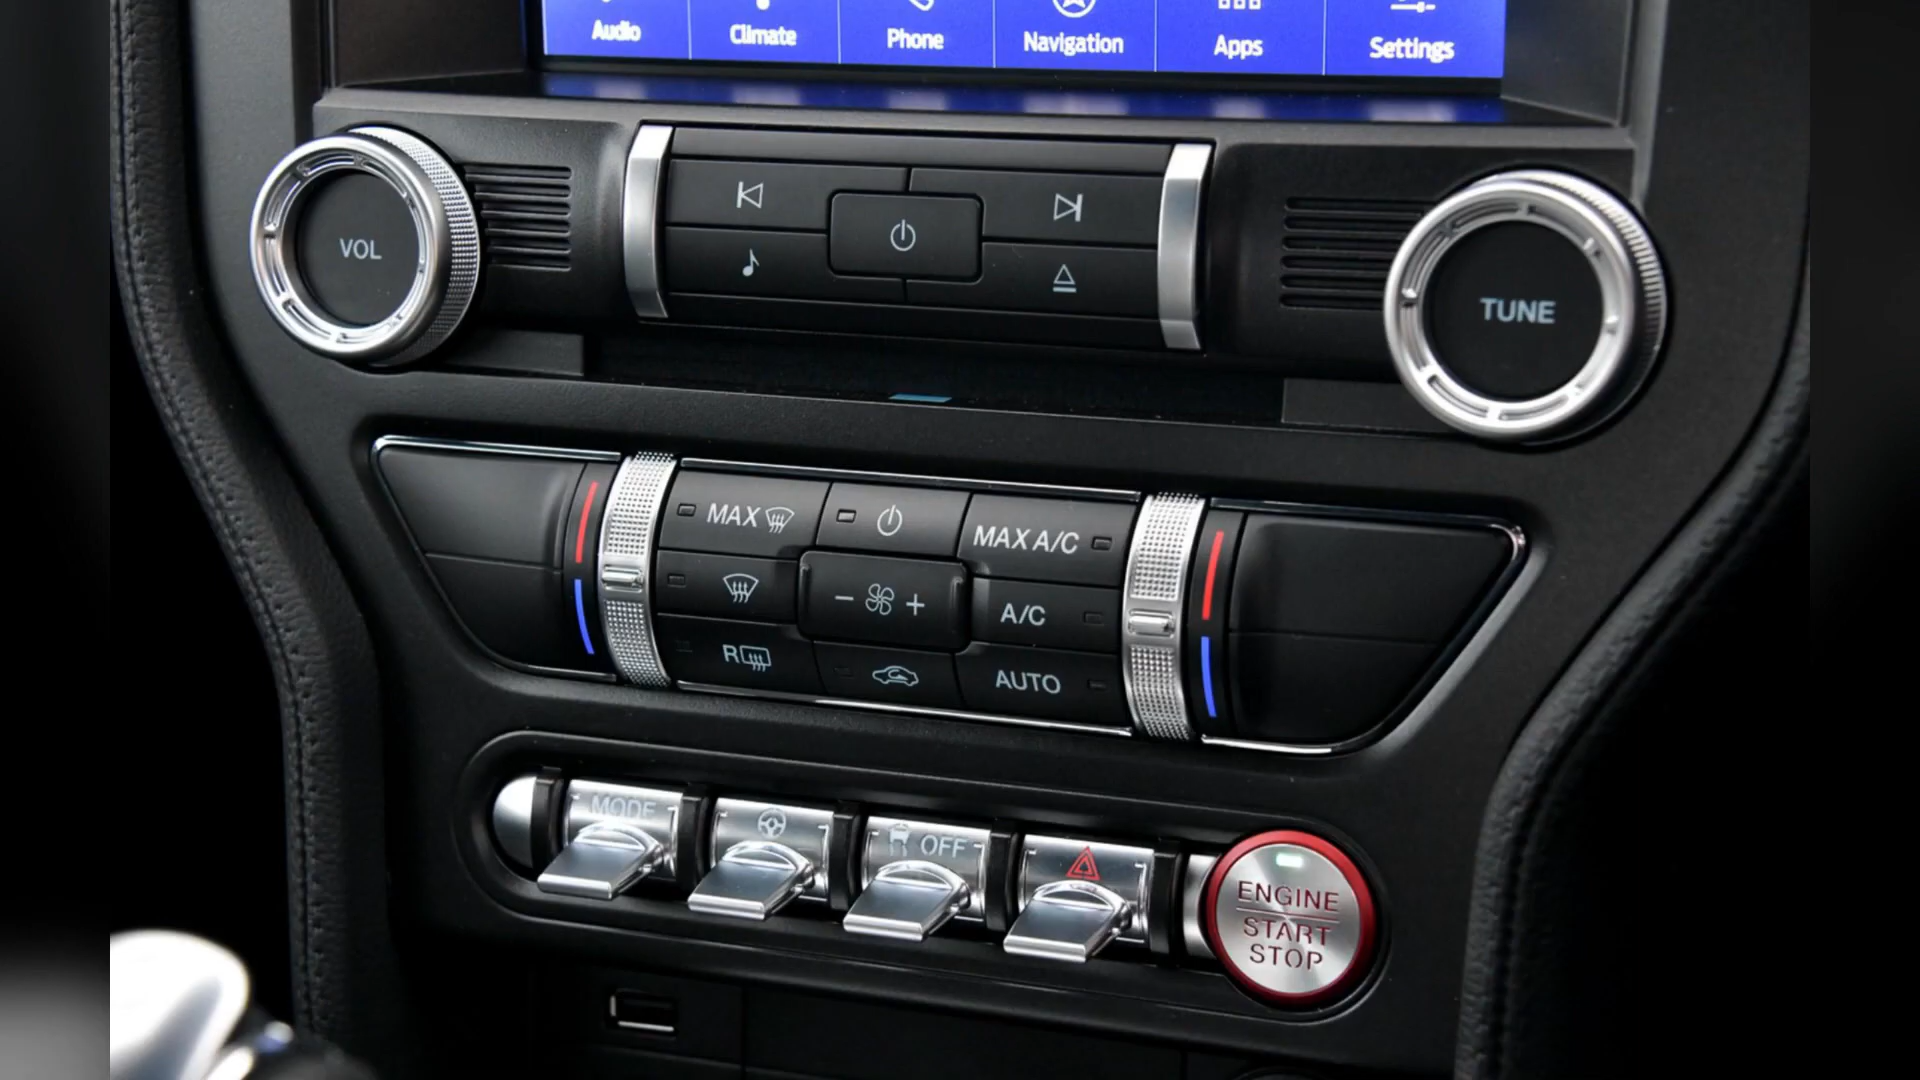 Audio
Climate
Phone
Navigation
Apps
Settings
VOL
TUNE
MAX
MAX A/C
− +
A/C
R
AUTO
MODE
OFF
ENGINE
START
STOP